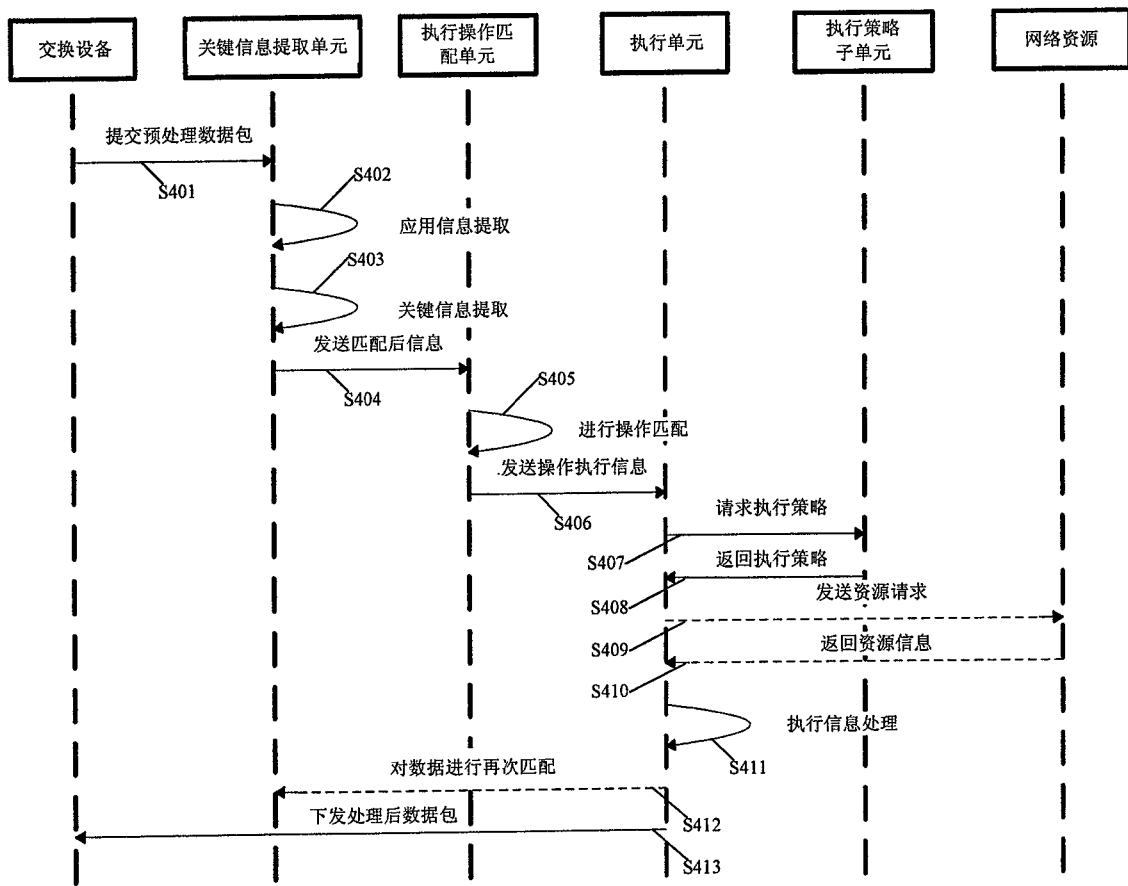 交换设备
关键信息提取单元
执行操作匹
配单元
执行单元
执行策略
子单元
网络资源
提交预处理数据包
S401
S402
应用信息提取
S403
关键信息提取
发送匹配后信息
S404
S405
进行操作匹配
发送操作执行信息
S406
请求执行策略
S407
返回执行策略
S408
发送资源请求
S409
返回资源信息
S410
执行信息处理
S411
对数据进行再次匹配
S412
下发处理后数据包
S413